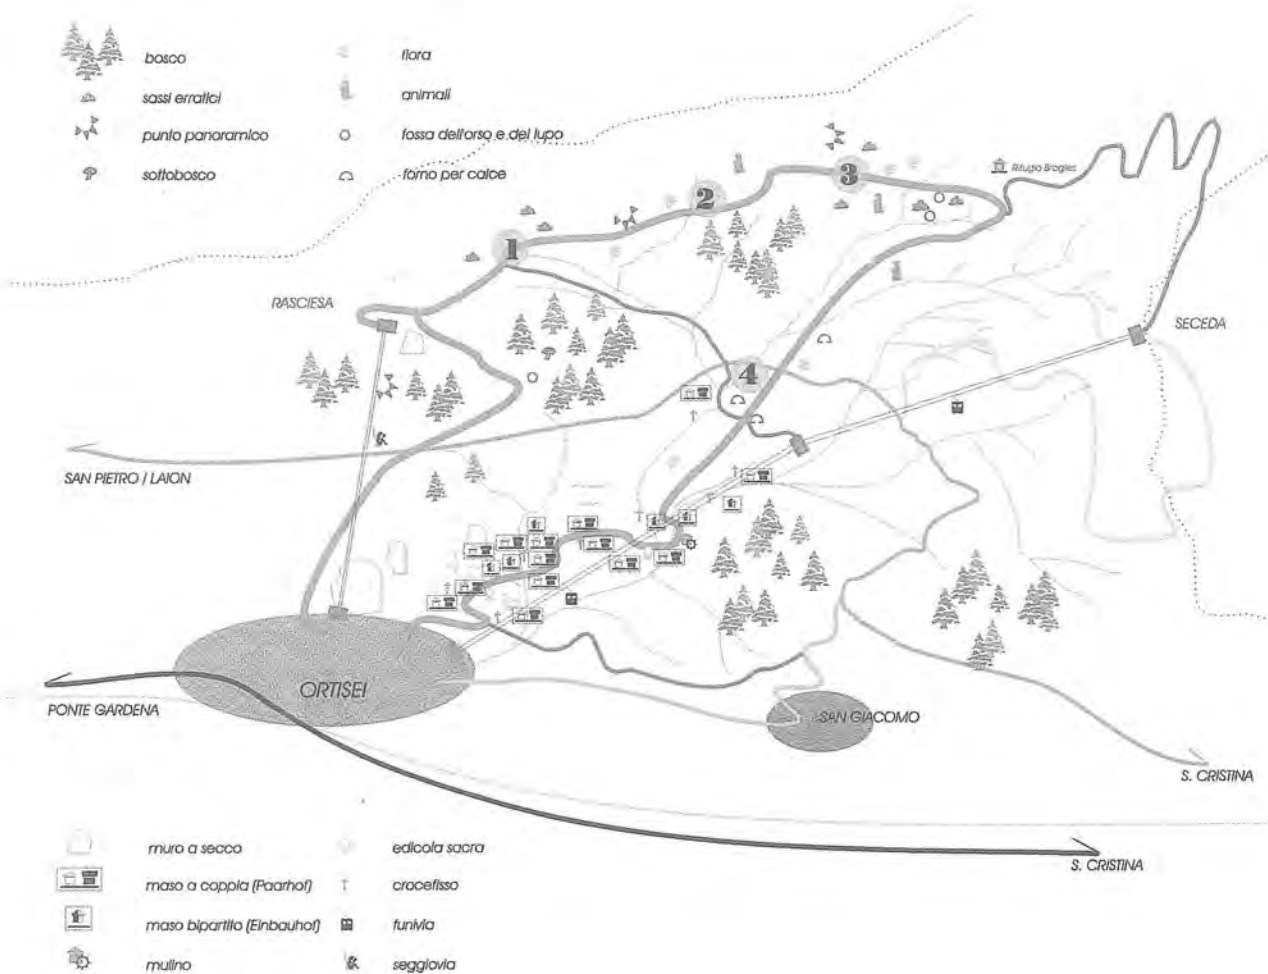 bosco
flora
sassi erratici
animali
punto panoramico
fossa dell'orso e del lupo
sottobosco
forno per calce
3
Rifugio Brogles
2
1
RASCIESA
SECEDA
4
SAN PIETRO / LAION
ORTISEI
PONTE GARDENA
SAN GIACOMO
S. CRISTINA
S. CRISTINA
muro a secco
edicola sacra
maso a coppia (Paarhof)
crocefisso
maso bipartito (Einbauhof)
funivia
mulino
seggiovia